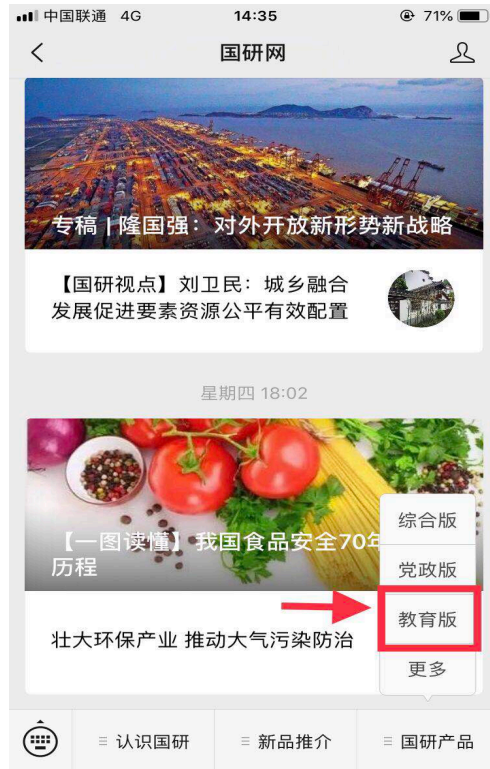 中国联通 4G 14:35 71%
国研网
专稿 | 隆国强：对外开放新形势新战略
【国研视点】刘卫民：城乡融合
发展促进要素资源公平有效配置
星期四 18:02
【一图读懂】我国食品安全70年
历程
壮大环保产业 推动大气污染防治
综合版
党政版
教育版
更多
认识国研 新品推介 国研产品